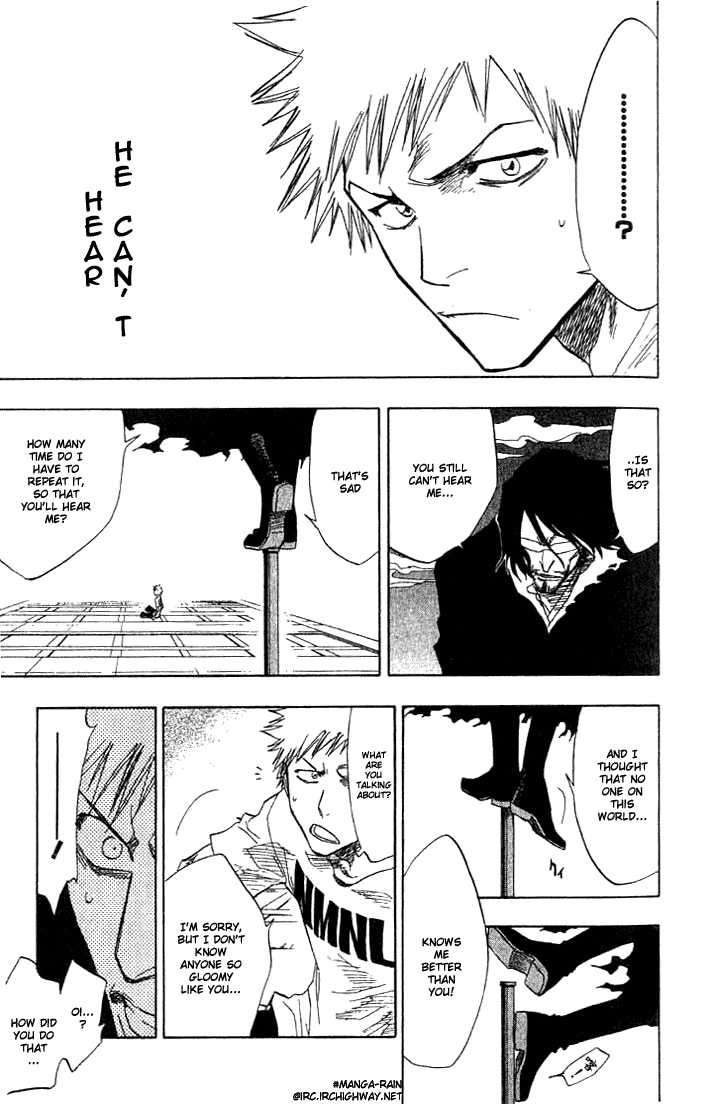 ...................?
HE CAN'T
HEAR
..IS
THAT
SO?
YOU STILL
CAN'T HEAR
ME...
THAT'S
SAD
HOW MANY
TIME DO I
HAVE TO
REPEAT IT,
SO THAT
YOU'LL HEAR
ME?
AND I
THOUGHT
THAT NO
ONE ON
THIS
WORLD...
KNOWS
ME
BETTER
THAN
YOU!
WHAT
ARE
YOU
TALKING
ABOUT?
I'M SORRY,
BUT I DON'T
KNOW
ANYONE SO
GLOOMY
LIKE YOU...
OI...
?
HOW DID
YOU DO
THAT
...
MMNL
#MANGA-RAIN
@IRC.IRCHIGHWAY.NET